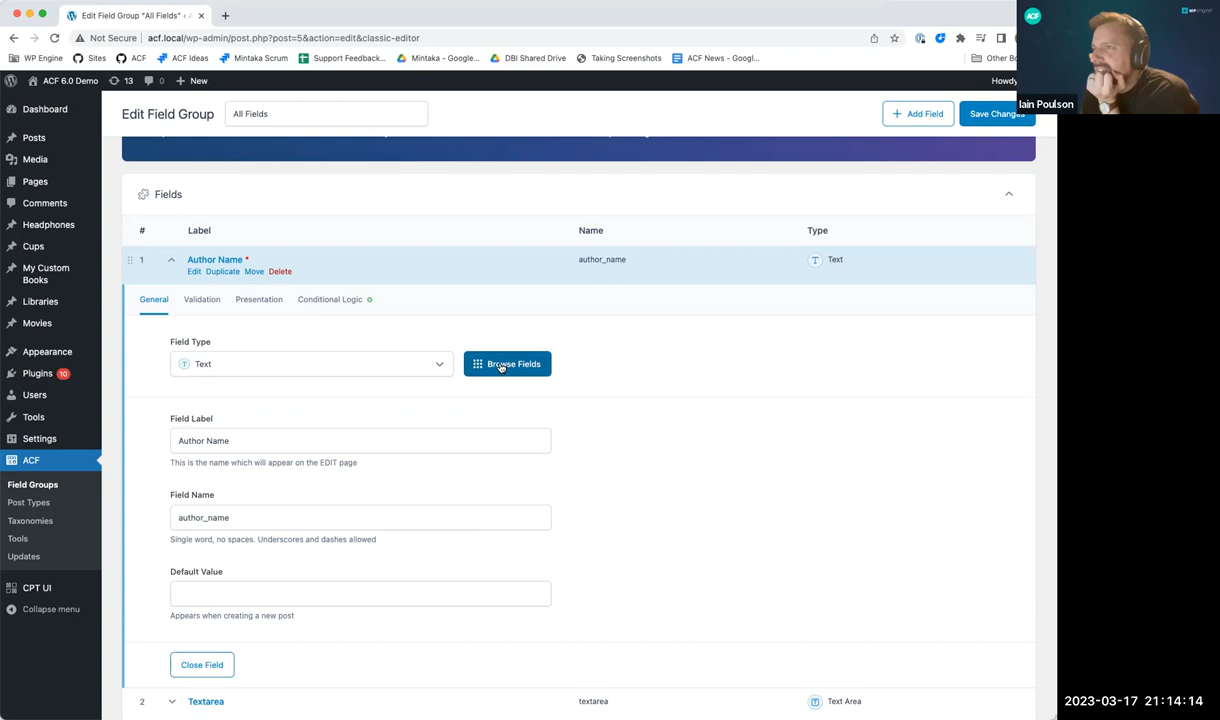 Edit Field Group "All Fields" ‹ A
Not Secure
acf.local/wp-admin/post.php?post=5&action=edit&classic-editor
WP Engine
Sites
ACF
ACF Ideas
Mintaka Scrum
Support Feedback...
Mintaka - Google...
DBI Shared Drive
Taking Screenshots
ACF News - Googl...
Other Bo
ACF 6.0 Demo
13
0
New
Howdy
ACF
wp engine
Iain Poulson
Dashboard
Posts
Media
Pages
Comments
Headphones
Cups
My Custom
Books
Libraries
Movies
Appearance
Plugins 10
Users
Tools
Settings
ACF
Field Groups
Post Types
Taxonomies
Tools
Updates
CPT UI
Collapse menu
Edit Field Group
All Fields
+ Add Field
Save Changes
Fields
# Label Name Type
1 Author Name * author_name T Text
Edit Duplicate Move Delete
General Validation Presentation Conditional Logic
Field Type
T Text
Browse Fields
Field Label
Author Name
This is the name which will appear on the EDIT page
Field Name
author_name
Single word, no spaces. Underscores and dashes allowed
Default Value
Appears when creating a new post
Close Field
2 Textarea textarea Text Area
2023-03-17 21:14:14